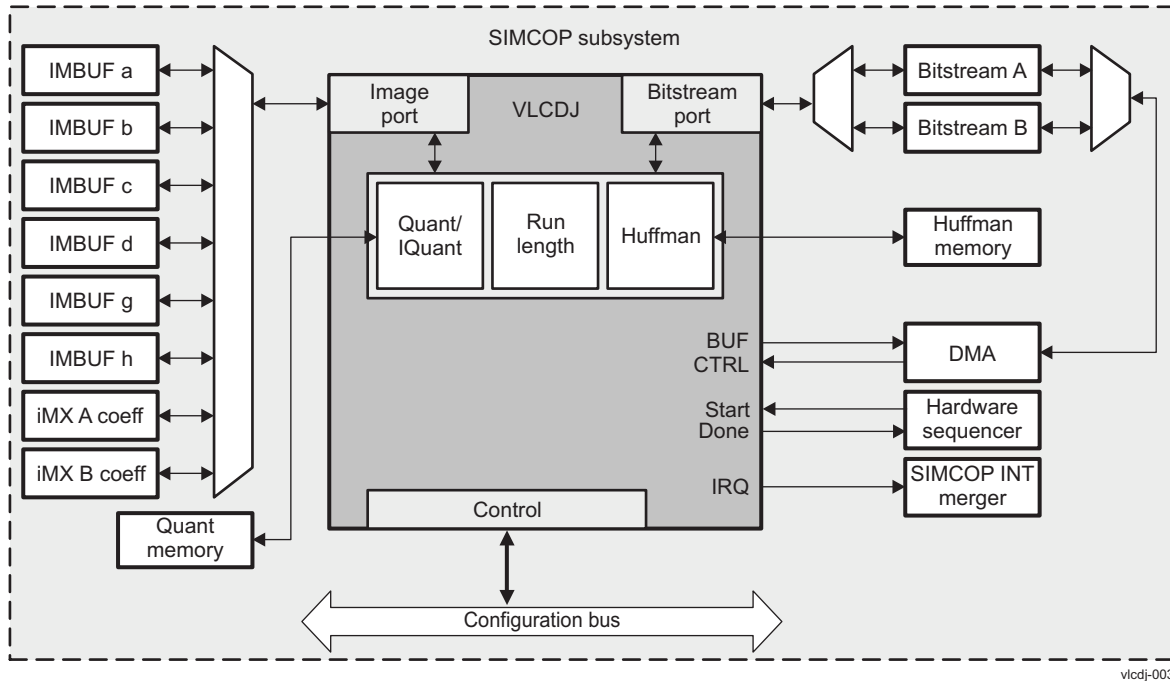 SIMCOP subsystem
IMBUF a
IMBUF b
IMBUF c
IMBUF d
IMBUF g
IMBUF h
iMX A coeff
iMX B coeff
Quant
memory
Image
port
VLCDJ
Bitstream
port
Quant/
IQuant
Run
length
Huffman
BUF
CTRL
Start
Done
IRQ
Control
Configuration bus
Bitstream A
Bitstream B
Huffman
memory
DMA
Hardware
sequencer
SIMCOP INT
merger
vlcdj-003